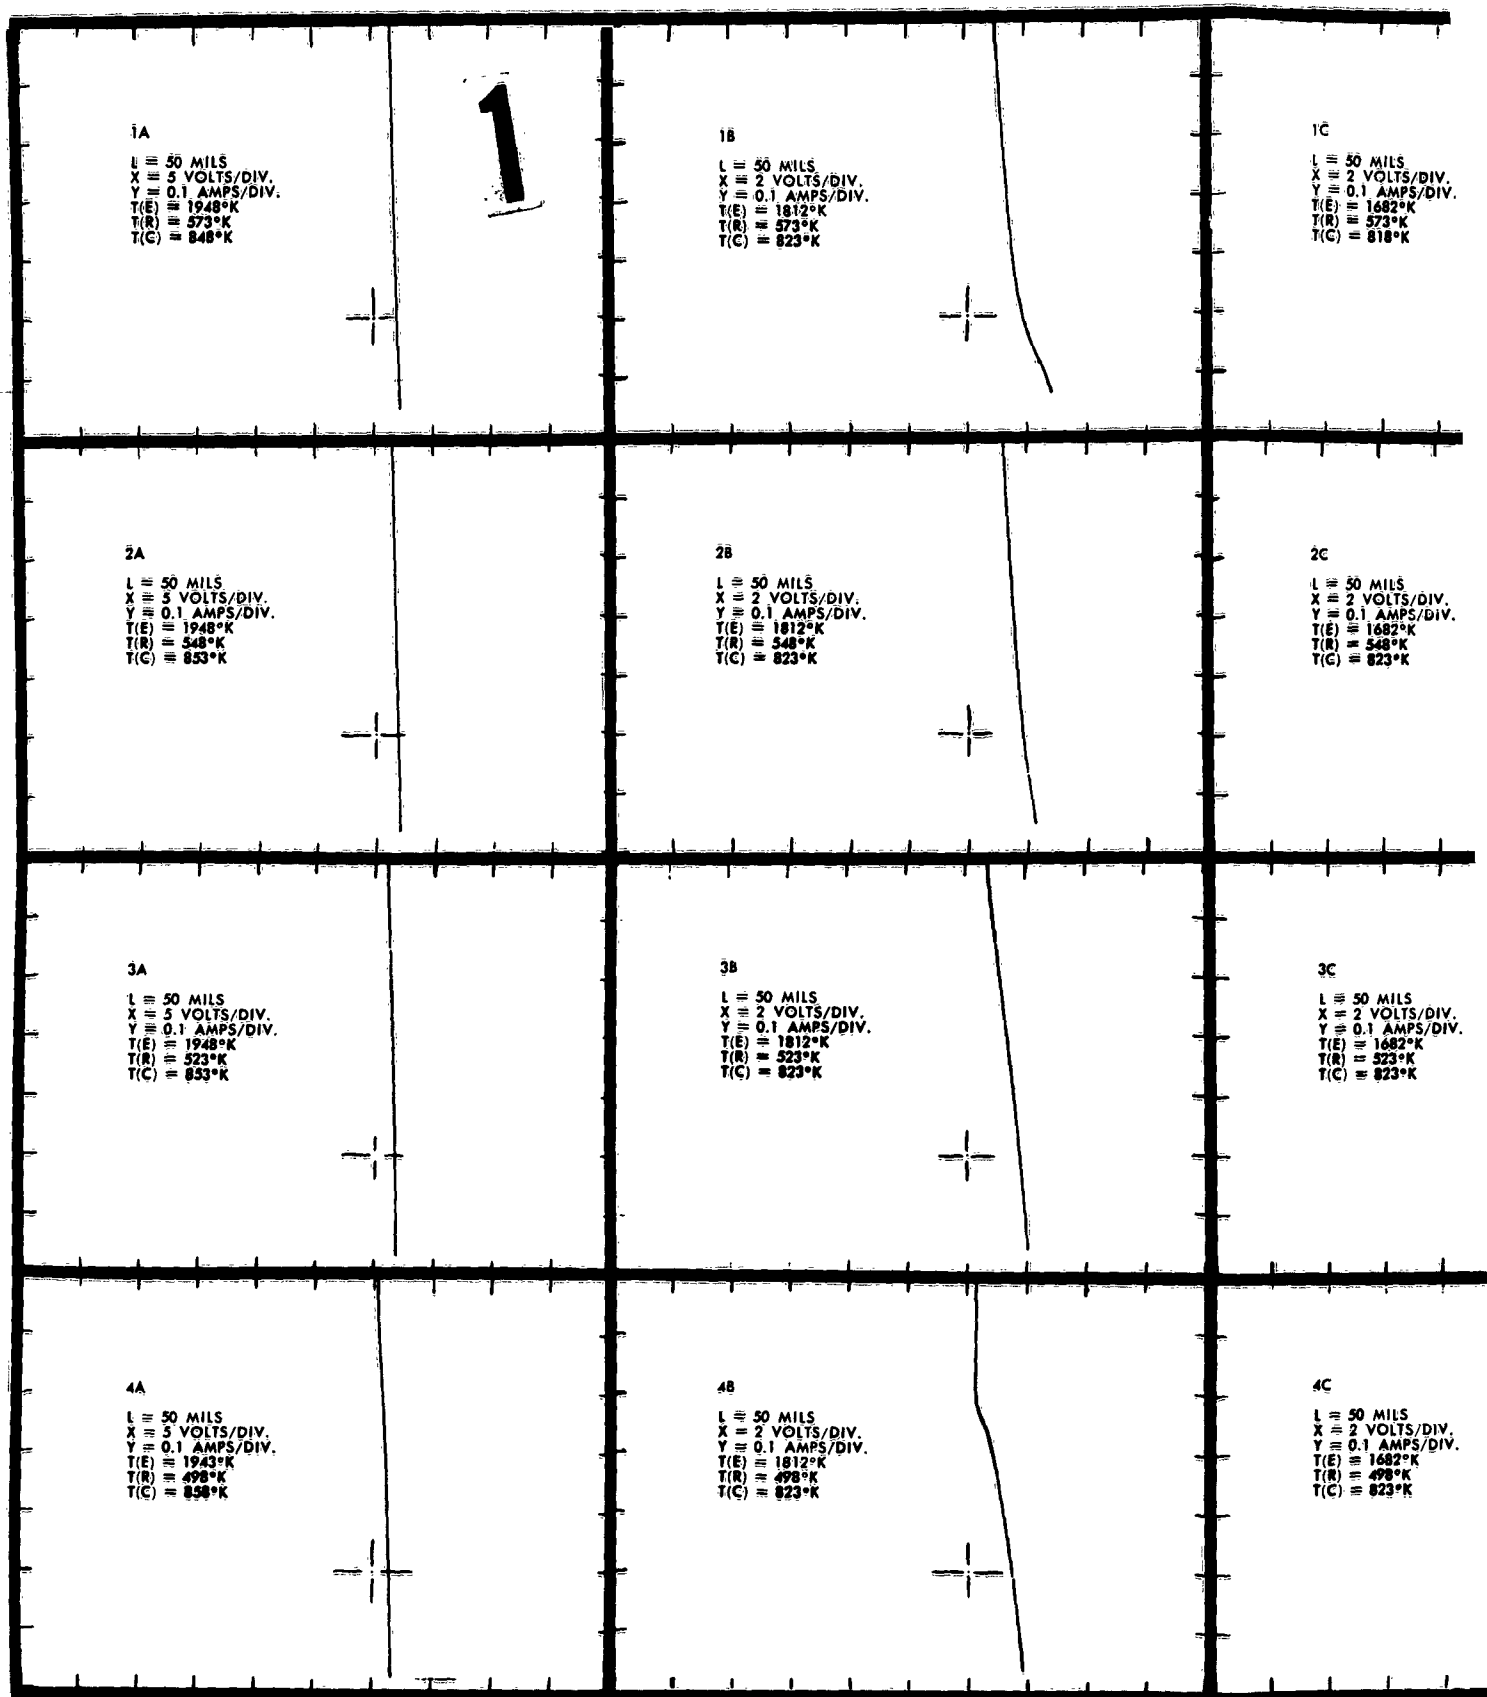 1
1A
L = 50 MILS
X = 5 VOLTS/DIV.
Y = 0.1 AMPS/DIV.
T(E) = 1948°K
T(R) = 573°K
T(C) = 848°K
1B
L = 50 MILS
X = 2 VOLTS/DIV.
Y = 0.1 AMPS/DIV.
T(E) = 1812°K
T(R) = 573°K
T(C) = 823°K
1C
L = 50 MILS
X = 2 VOLTS/DIV.
Y = 0.1 AMPS/DIV.
T(E) = 1682°K
T(R) = 573°K
T(C) = 818°K
2A
L = 50 MILS
X = 5 VOLTS/DIV.
Y = 0.1 AMPS/DIV.
T(E) = 1948°K
T(R) = 548°K
T(C) = 853°K
2B
L = 50 MILS
X = 2 VOLTS/DIV.
Y = 0.1 AMPS/DIV.
T(E) = 1812°K
T(R) = 548°K
T(C) = 823°K
2C
L = 50 MILS
X = 2 VOLTS/DIV.
Y = 0.1 AMPS/DIV.
T(E) = 1682°K
T(R) = 548°K
T(C) = 823°K
3A
L = 50 MILS
X = 5 VOLTS/DIV.
Y = 0.1 AMPS/DIV.
T(E) = 1948°K
T(R) = 523°K
T(C) = 853°K
3B
L = 50 MILS
X = 2 VOLTS/DIV.
Y = 0.1 AMPS/DIV.
T(E) = 1812°K
T(R) = 523°K
T(C) = 823°K
3C
L = 50 MILS
X = 2 VOLTS/DIV.
Y = 0.1 AMPS/DIV.
T(E) = 1682°K
T(R) = 523°K
T(C) = 823°K
4A
L = 50 MILS
X = 5 VOLTS/DIV.
Y = 0.1 AMPS/DIV.
T(E) = 1943°K
T(R) = 498°K
T(C) = 858°K
4B
L = 50 MILS
X = 2 VOLTS/DIV.
Y = 0.1 AMPS/DIV.
T(E) = 1812°K
T(R) = 498°K
T(C) = 823°K
4C
L = 50 MILS
X = 2 VOLTS/DIV.
Y = 0.1 AMPS/DIV.
T(E) = 1682°K
T(R) = 498°K
T(C) = 823°K